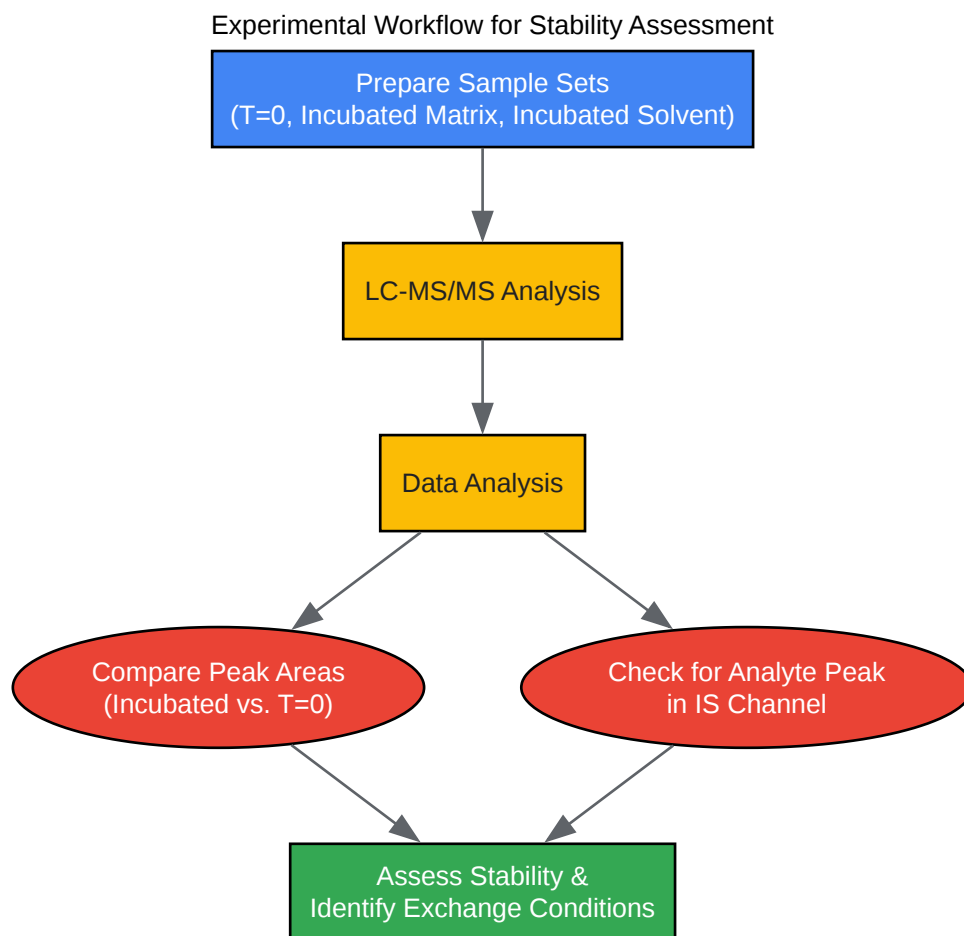 Experimental Workflow for Stability Assessment
Prepare Sample Sets
(T=0, Incubated Matrix, Incubated Solvent)
LC-MS/MS Analysis
Data Analysis
Compare Peak Areas
(Incubated vs. T=0)
Check for Analyte Peak
in IS Channel
Assess Stability &
Identify Exchange Conditions